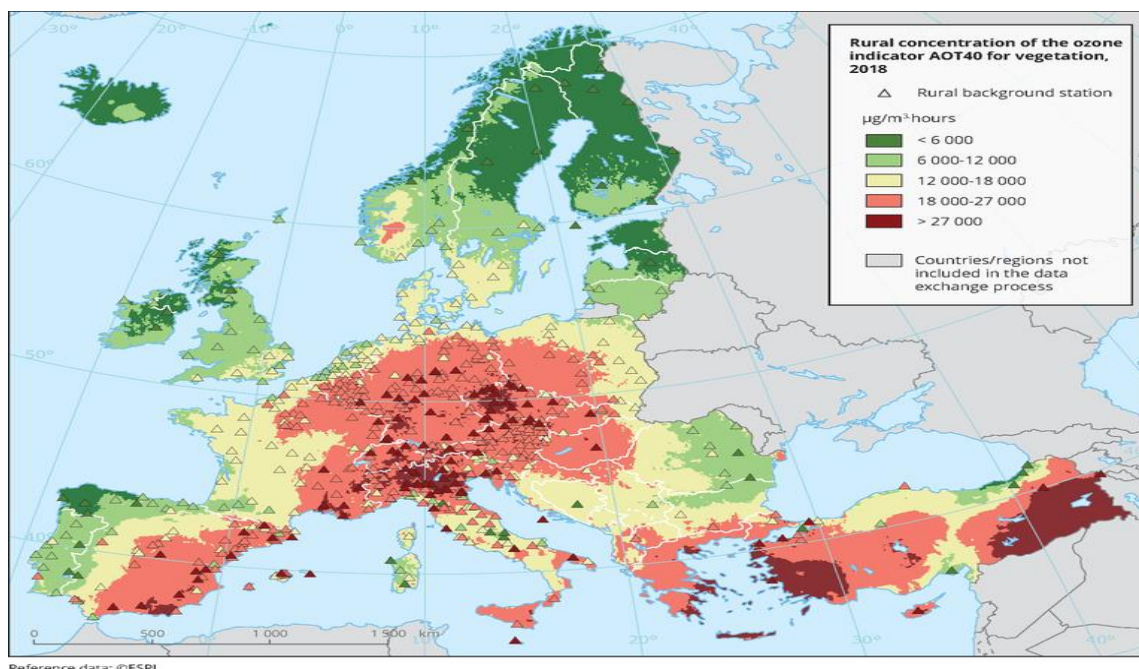 -30°
-20°
-10°
0°
10°
20°
30°
40°
50°
60°
70°
Rural concentration of the ozone
indicator AOT40 for vegetation,
2018
Rural background station
µg/m³·hours
< 6 000
6 000-12 000
12 000-18 000
18 000-27 000
> 27 000
Countries/regions not
included in the data
exchange process
60°
50°
40°
0 500 1 000 1 500 km
20°
30°
Reference data: ©ESRI